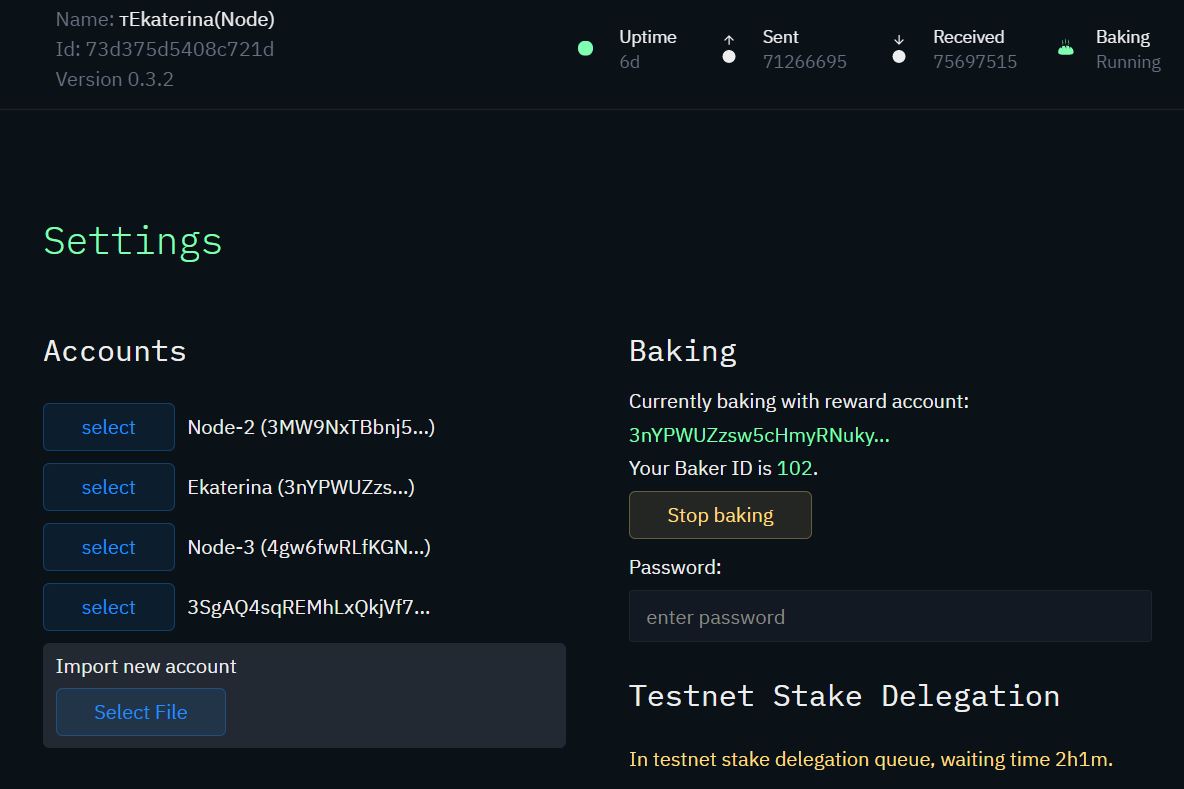 Name: тEkaterina(Node)
Id: 73d375d5408c721d
Version 0.3.2
Uptime
6d
Sent
71266695
Received
75697515
Baking
Running
Settings
Accounts
select Node-2 (3MW9NxTBbnj5...)
select Ekaterina (3nYPWUZzs...)
select Node-3 (4gw6fwRLfKGN...)
select 3SgAQ4sqREMhLxQkjVf7...
Import new account
Select File
Baking
Currently baking with reward account:
3nYPWUZzsw5cHmyRNuky...
Your Baker ID is 102.
Stop baking
Password:
enter password
Testnet Stake Delegation
In testnet stake delegation queue, waiting time 2h1m.